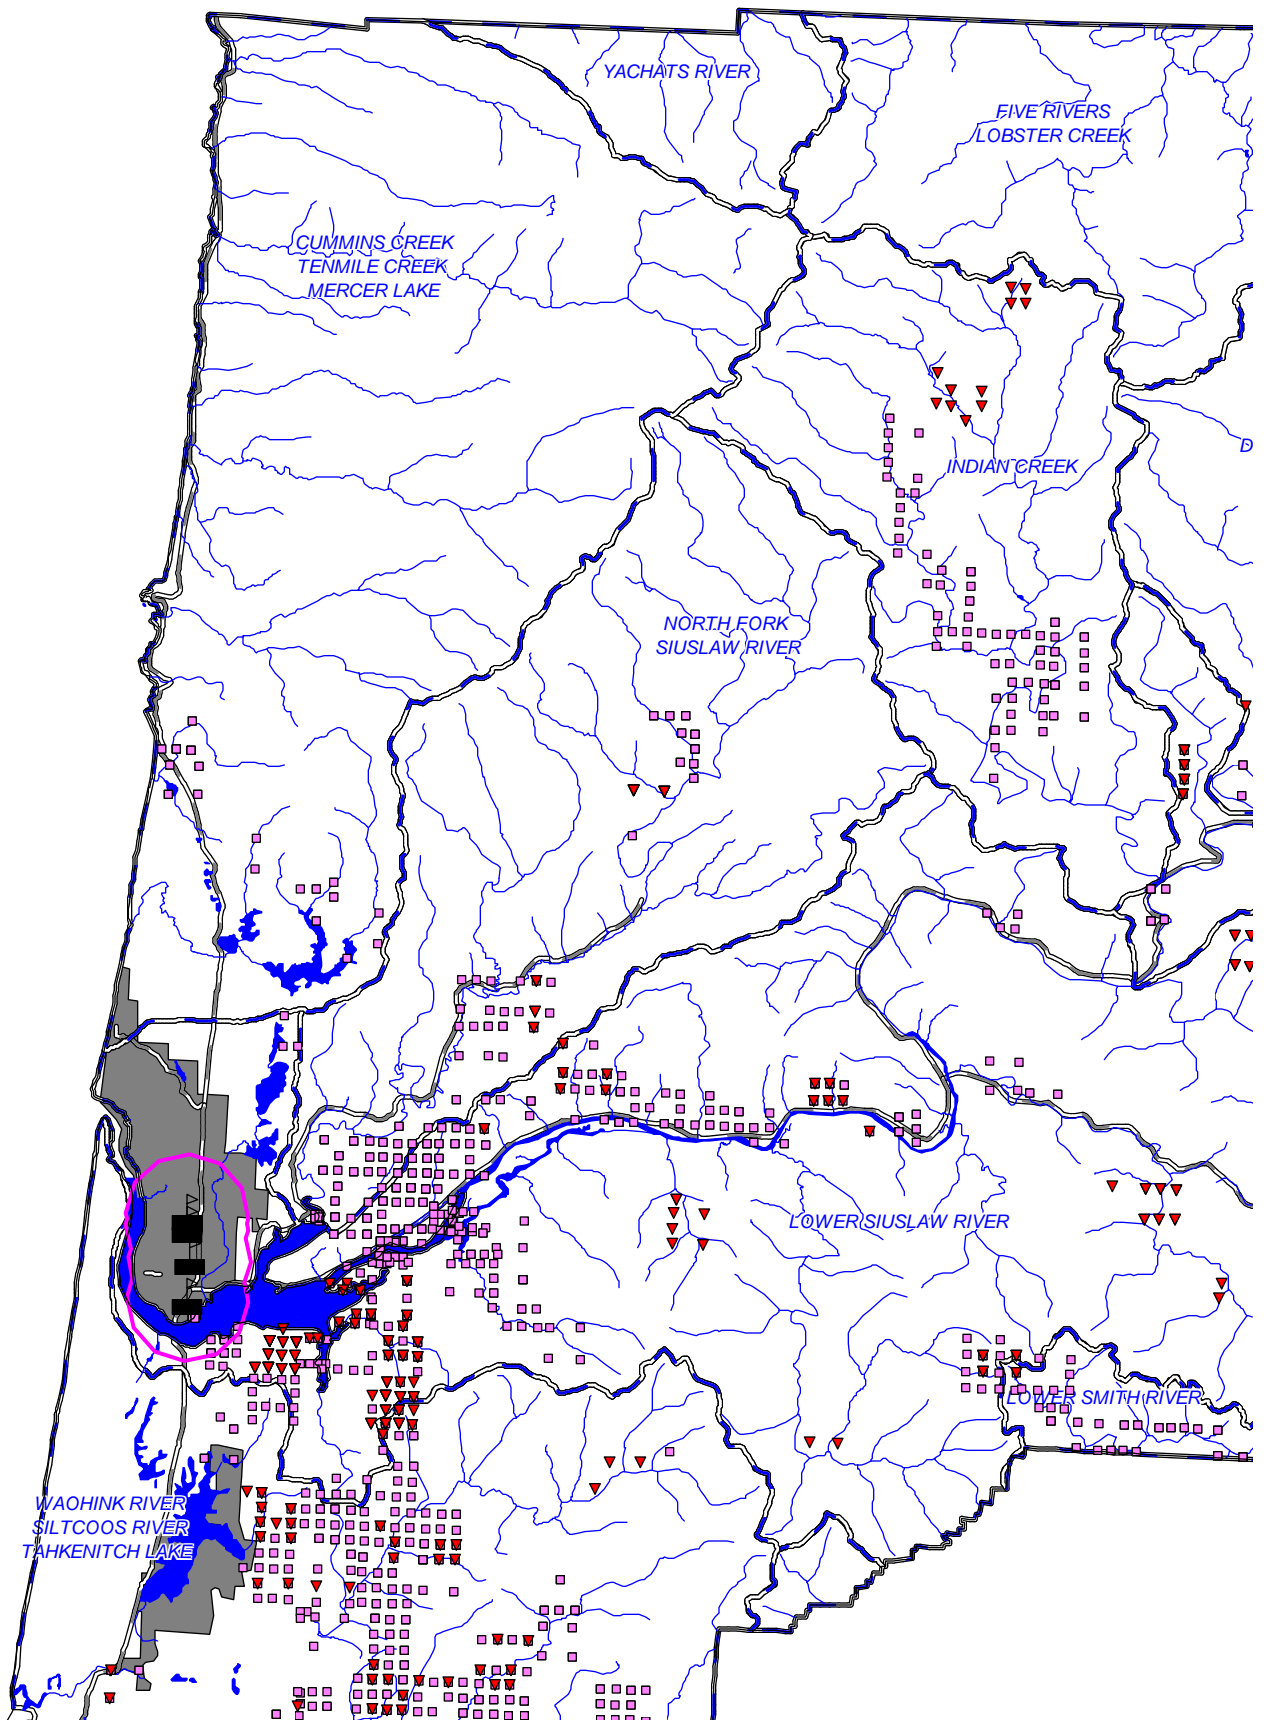 YACHATS RIVER
FIVE RIVERS
LOBSTER CREEK
CUMMINS CREEK
TENMILE CREEK
MERCER LAKE
D
INDIAN CREEK
NORTH FORK
SIUSLAW RIVER
LOWER SIUSLAW RIVER
LOWER SMITH RIVER
WAOHINK RIVER
SILTCOOS RIVER
TAHKENITCH LAKE